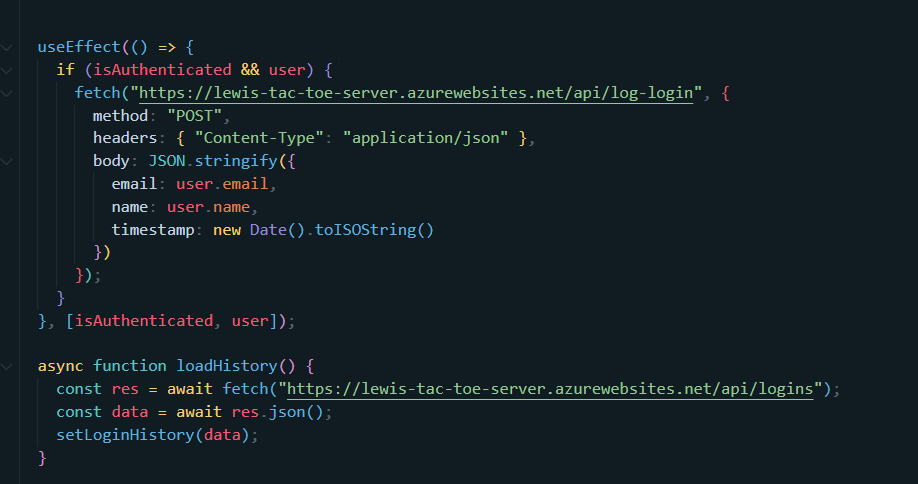 useEffect(() => {
if (isAuthenticated && user) {
fetch("https://lewis-tac-toe-server.azurewebsites.net/api/log-login", {
method: "POST",
headers: { "Content-Type": "application/json" },
body: JSON.stringify({
email: user.email,
name: user.name,
timestamp: new Date().toISOString()
})
});
}
}, [isAuthenticated, user]);
async function loadHistory() {
const res = await fetch("https://lewis-tac-toe-server.azurewebsites.net/api/logins");
const data = await res.json();
setLoginHistory(data);
}